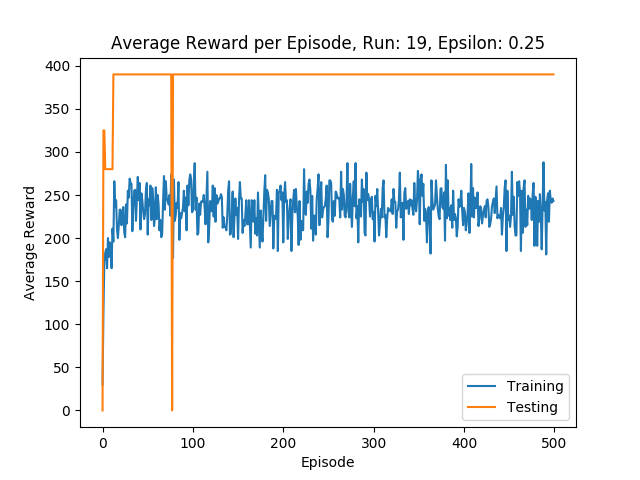 Average Reward per Episode, Run: 19, Epsilon: 0.25
400
350
300
250
200
150
100
50
0
Average Reward
0 100 200 300 400 500
Episode
Training
Testing